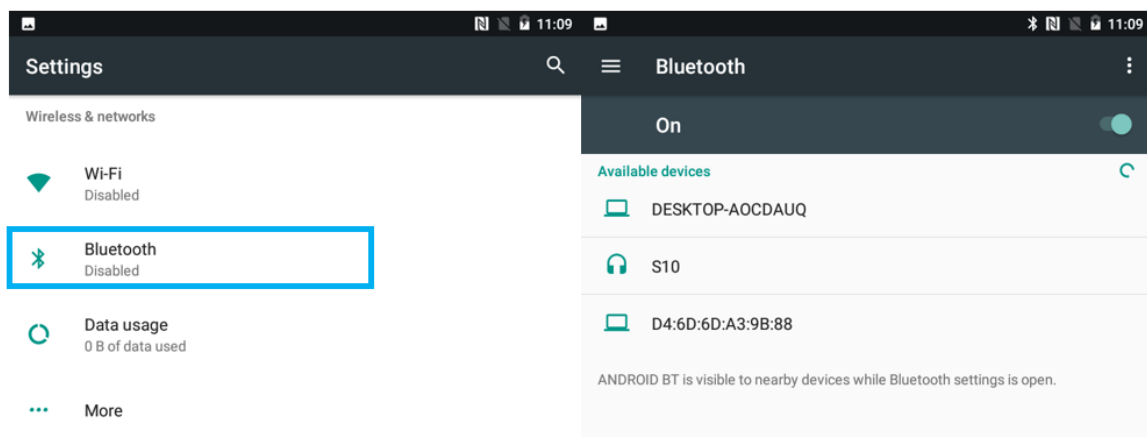 11:09
Settings
Wireless & networks
Wi-Fi
Disabled
Bluetooth
Disabled
Data usage
0 B of data used
More
11:09
Bluetooth
On
Available devices
DESKTOP-AOCDAUQ
S10
D4:6D:6D:A3:9B:88
ANDROID BT is visible to nearby devices while Bluetooth settings is open.